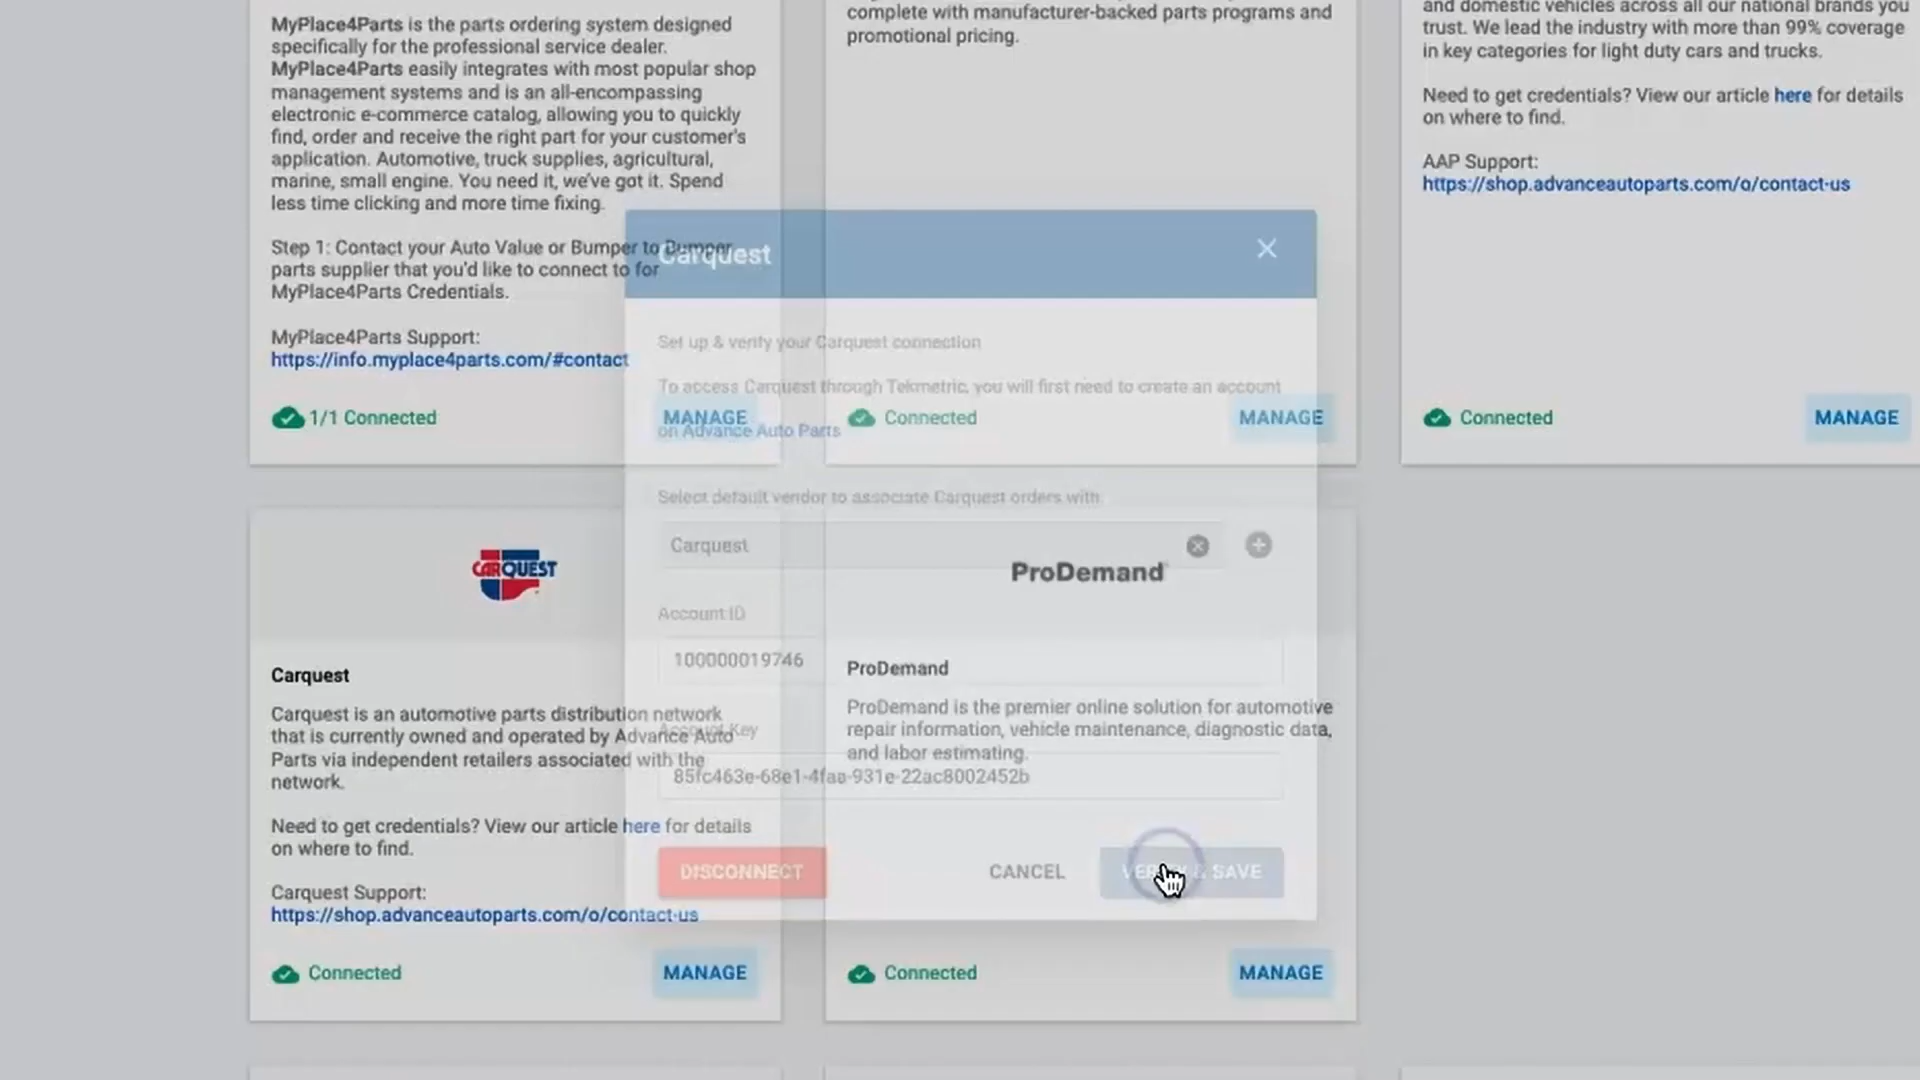 MyPlace4Parts is the parts ordering system designed
specifically for the professional service dealer.
MyPlace4Parts easily integrates with most popular shop
management systems and is an all-encompassing
electronic e-commerce catalog, allowing you to quickly
find, order and receive the right part for your customer's
application. Automotive, truck supplies, agricultural,
marine, small engine. You need it, we've got it. Spend
less time clicking and more time fixing.
Step 1: Contact your Auto Value or Bumper to Bumper
parts supplier that you'd like to connect to for
MyPlace4Parts Credentials.
MyPlace4Parts Support:
https://info.myplace4parts.com/#contact
1/1 Connected
MANAGE
complete with manufacturer-backed parts programs and
promotional pricing.
Connected
MANAGE
and domestic vehicles across all our national brands you
trust. We lead the industry with more than 99% coverage
in key categories for light duty cars and trucks.
Need to get credentials? View our article here for details
on where to find.
AAP Support:
https://shop.advanceautoparts.com/o/contact-us
Connected
MANAGE
Carquest
Set up & verify your Carquest connection
To access Carquest through Tekmetric, you will first need to create an account
on Advance Auto Parts
Select default vendor to associate Carquest orders with
Carquest
Account ID
100000019746
Account Key
85fc463e-68e1-4faa-931e-22ac8002452b
DISCONNECT
CANCEL
VERIFY & SAVE
CARQUEST
Carquest
Carquest is an automotive parts distribution network
that is currently owned and operated by Advance Auto
Parts via independent retailers associated with the
network.
Need to get credentials? View our article here for details
on where to find.
Carquest Support:
https://shop.advanceautoparts.com/o/contact-us
Connected
MANAGE
ProDemand
ProDemand
ProDemand is the premier online solution for automotive
repair information, vehicle maintenance, diagnostic data,
and labor estimating.
Connected
MANAGE